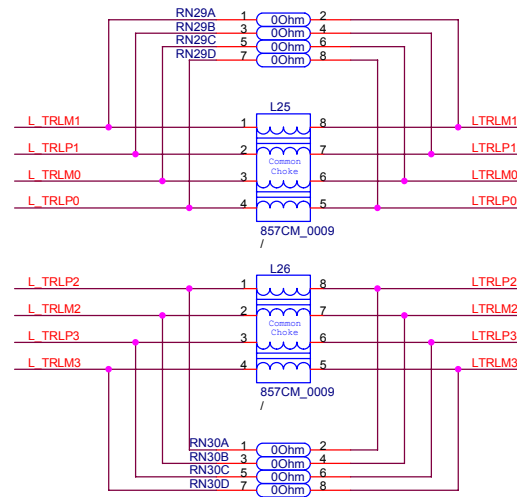 RN29A 1 0Ohm 2
RN29B 3 0Ohm 4
RN29C 5 0Ohm 6
RN29D 7 0Ohm 8
L25
L_TRLM1 1 8 LTRLM1
L_TRLP1 2 7 LTRLP1
Common
Choke
L_TRLM0 3 6 LTRLM0
L_TRLP0 4 5 LTRLP0
857CM_0009
/
L26
L_TRLP2 1 8 LTRLP2
L_TRLM2 2 7 LTRLM2
Common
Choke
L_TRLP3 3 6 LTRLP3
L_TRLM3 4 5 LTRLM3
857CM_0009
/
RN30A 1 0Ohm 2
RN30B 3 0Ohm 4
RN30C 5 0Ohm 6
RN30D 7 0Ohm 8